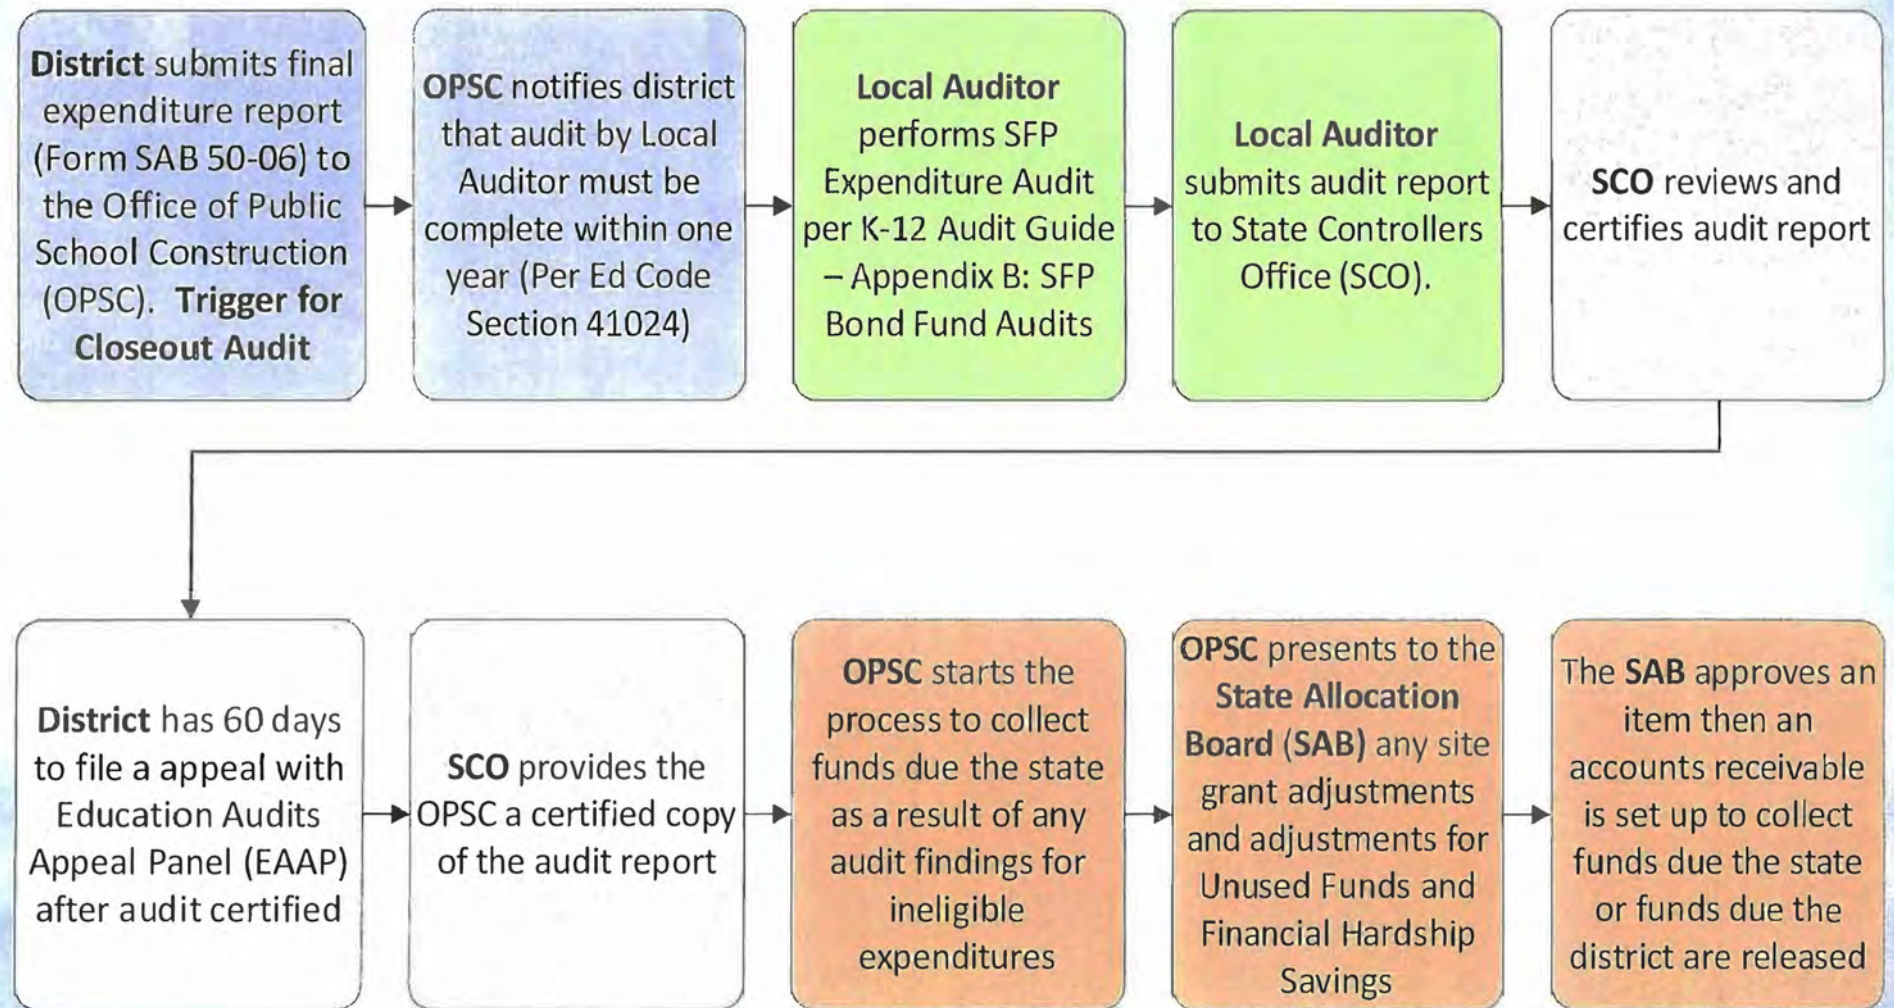 District submits final
expenditure report
(Form SAB 50-06) to
the Office of Public
School Construction
(OPSC). Trigger for
Closeout Audit
OPSC notifies district
that audit by Local
Auditor must be
complete within one
year (Per Ed Code
Section 41024)
Local Auditor
performs SFP
Expenditure Audit
per K-12 Audit Guide
– Appendix B: SFP
Bond Fund Audits
Local Auditor
submits audit report
to State Controllers
Office (SCO).
SCO reviews and
certifies audit report
District has 60 days
to file a appeal with
Education Audits
Appeal Panel (EAAP)
after audit certified
SCO provides the
OPSC a certified copy
of the audit report
OPSC starts the
process to collect
funds due the state
as a result of any
audit findings for
ineligible
expenditures
OPSC presents to the
State Allocation
Board (SAB) any site
grant adjustments
and adjustments for
Unused Funds and
Financial Hardship
Savings
The SAB approves an
item then an
accounts receivable
is set up to collect
funds due the state
or funds due the
district are released